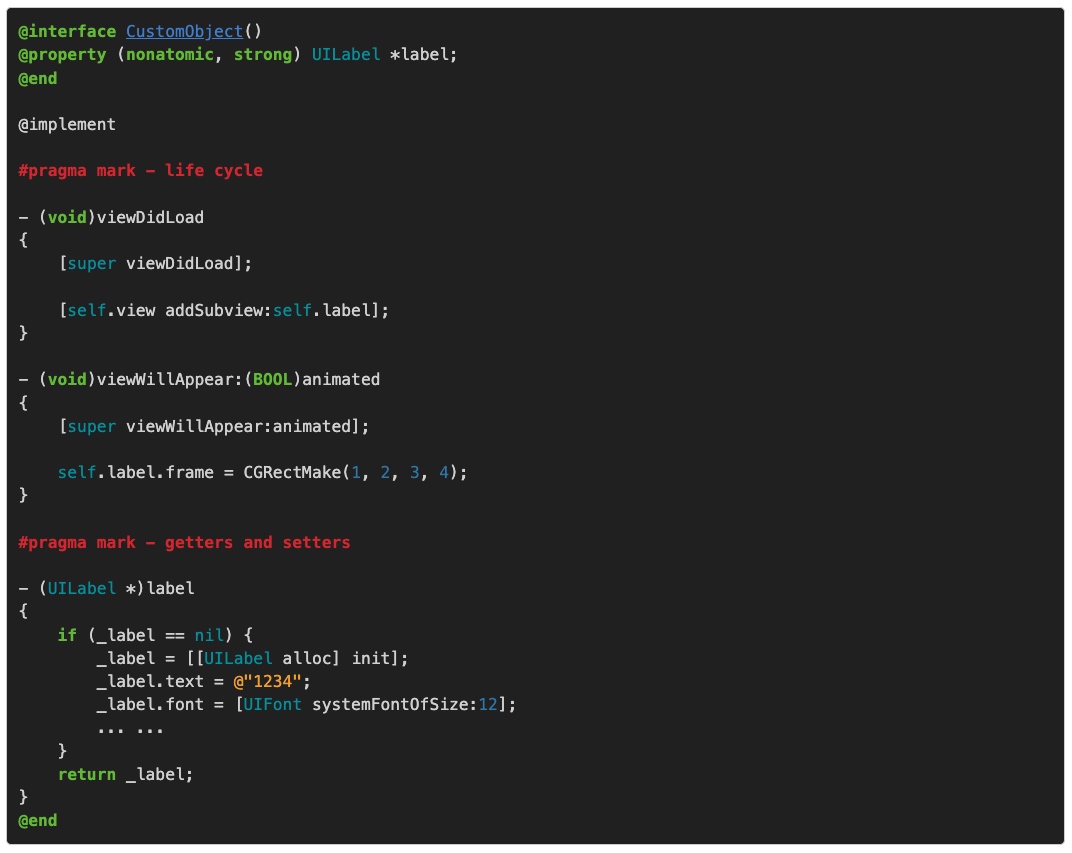 @interface CustomObject()
@property (nonatomic, strong) UILabel *label;
@end

@implement

#pragma mark - life cycle

- (void)viewDidLoad
{
    [super viewDidLoad];

    [self.view addSubview:self.label];
}

- (void)viewWillAppear:(BOOL)animated
{
    [super viewWillAppear:animated];

    self.label.frame = CGRectMake(1, 2, 3, 4);
}

#pragma mark - getters and setters

- (UILabel *)label
{
    if (_label == nil) {
        _label = [[UILabel alloc] init];
        _label.text = @"1234";
        _label.font = [UIFont systemFontOfSize:12];
        ... ...
    }
    return _label;
}
@end